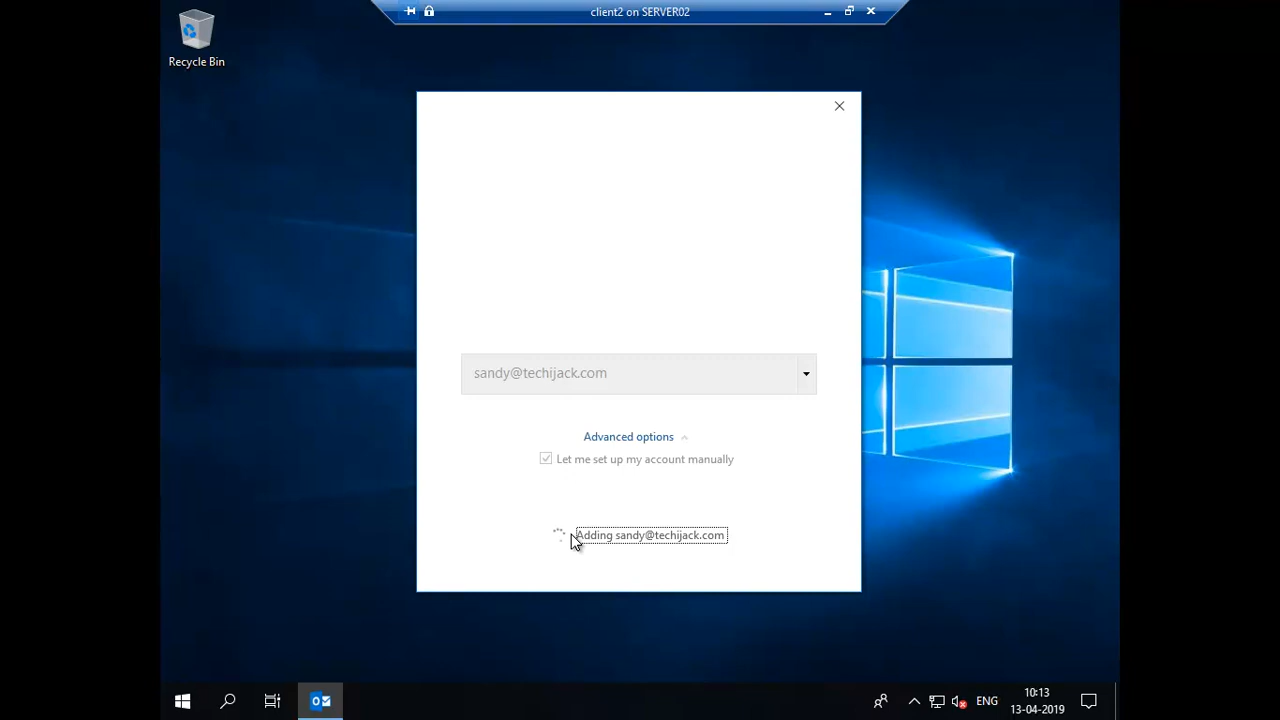 client2 on SERVER02
Recycle Bin
sandy@techijack.com
Advanced options
Let me set up my account manually
Adding sandy@techijack.com
ENG
10:13
13-04-2019